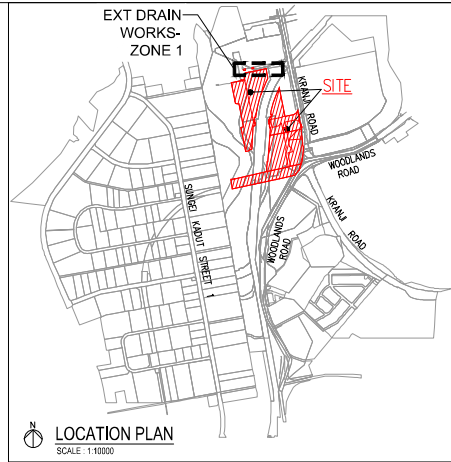 EXT DRAIN
WORKS-
ZONE 1
SITE
KRANJI
ROAD
WOODLANDS
ROAD
KRANJI
ROAD
WOODLANDS
ROAD
SUNGEI KADUT STREET 1
N
LOCATION PLAN
SCALE : 1:10000